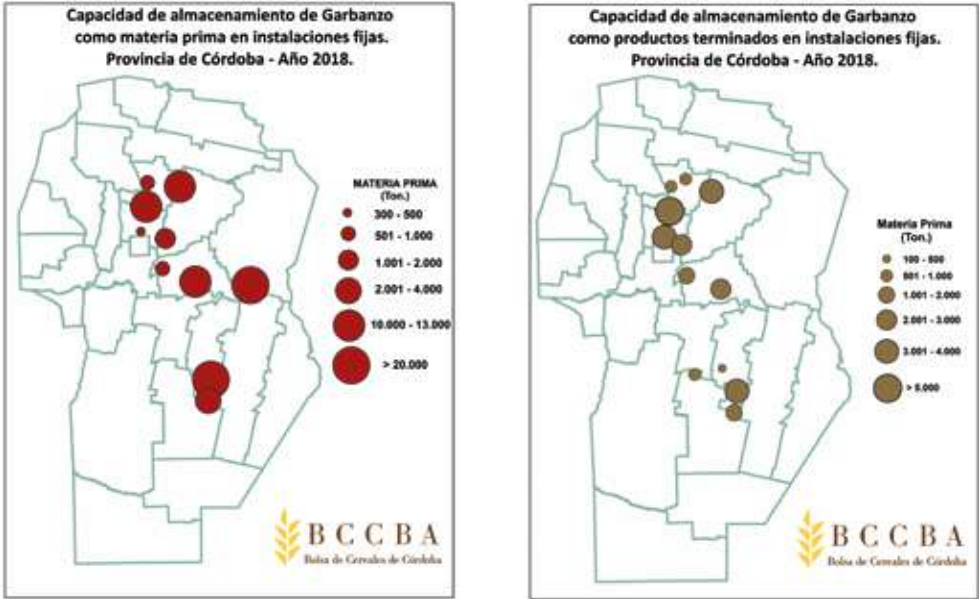 Capacidad de almacenamiento de Garbanzo
como materia prima en instalaciones fijas.
Provincia de Córdoba - Año 2018.
MATERIA PRIMA
(Ton.)
300 - 500
501 - 1.000
1.001 - 2.000
2.001 - 4.000
10.000 - 13.000
> 20.000
BCCBA
Bolsa de Cereales de Córdoba
Capacidad de almacenamiento de Garbanzo
como productos terminados en instalaciones fijas.
Provincia de Córdoba - Año 2018.
Materia Prima
(Ton.)
100 - 500
501 - 1.000
1.001 - 2.000
2.001 - 3.000
3.001 - 4.000
> 5.000
BCCBA
Bolsa de Cereales de Córdoba